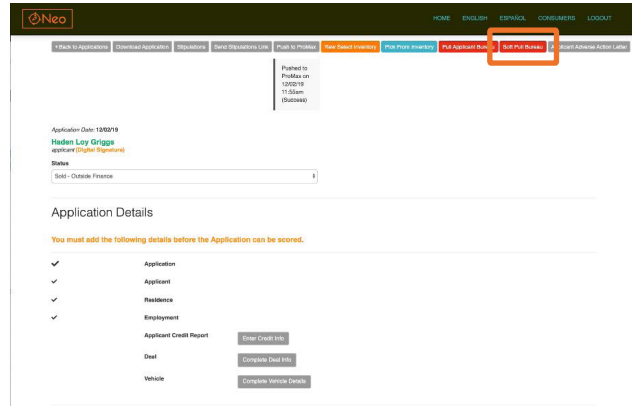 Neo
HOME ENGLISH ESPAÑOL CONSUMERS LOGOUT
Back to Applications Download Application Stipulations Send Stipulations Link Push to ProMax View Select Inventory Pick From Inventory Pull Applicant Bureau Soft Pull Bureau Applicant Adverse Action Letter
Pushed to
ProMax on
12/02/19
11:55am
(Success)
Application Date: 12/02/19
Haden Loy Griggs
applicant (Digital Signature)
Status
Sold - Outside Finance
Application Details
You must add the following details before the Application can be scored.
Application
Applicant
Residence
Employment
Applicant Credit Report Enter Credit Info
Deal Complete Deal Info
Vehicle Complete Vehicle Details